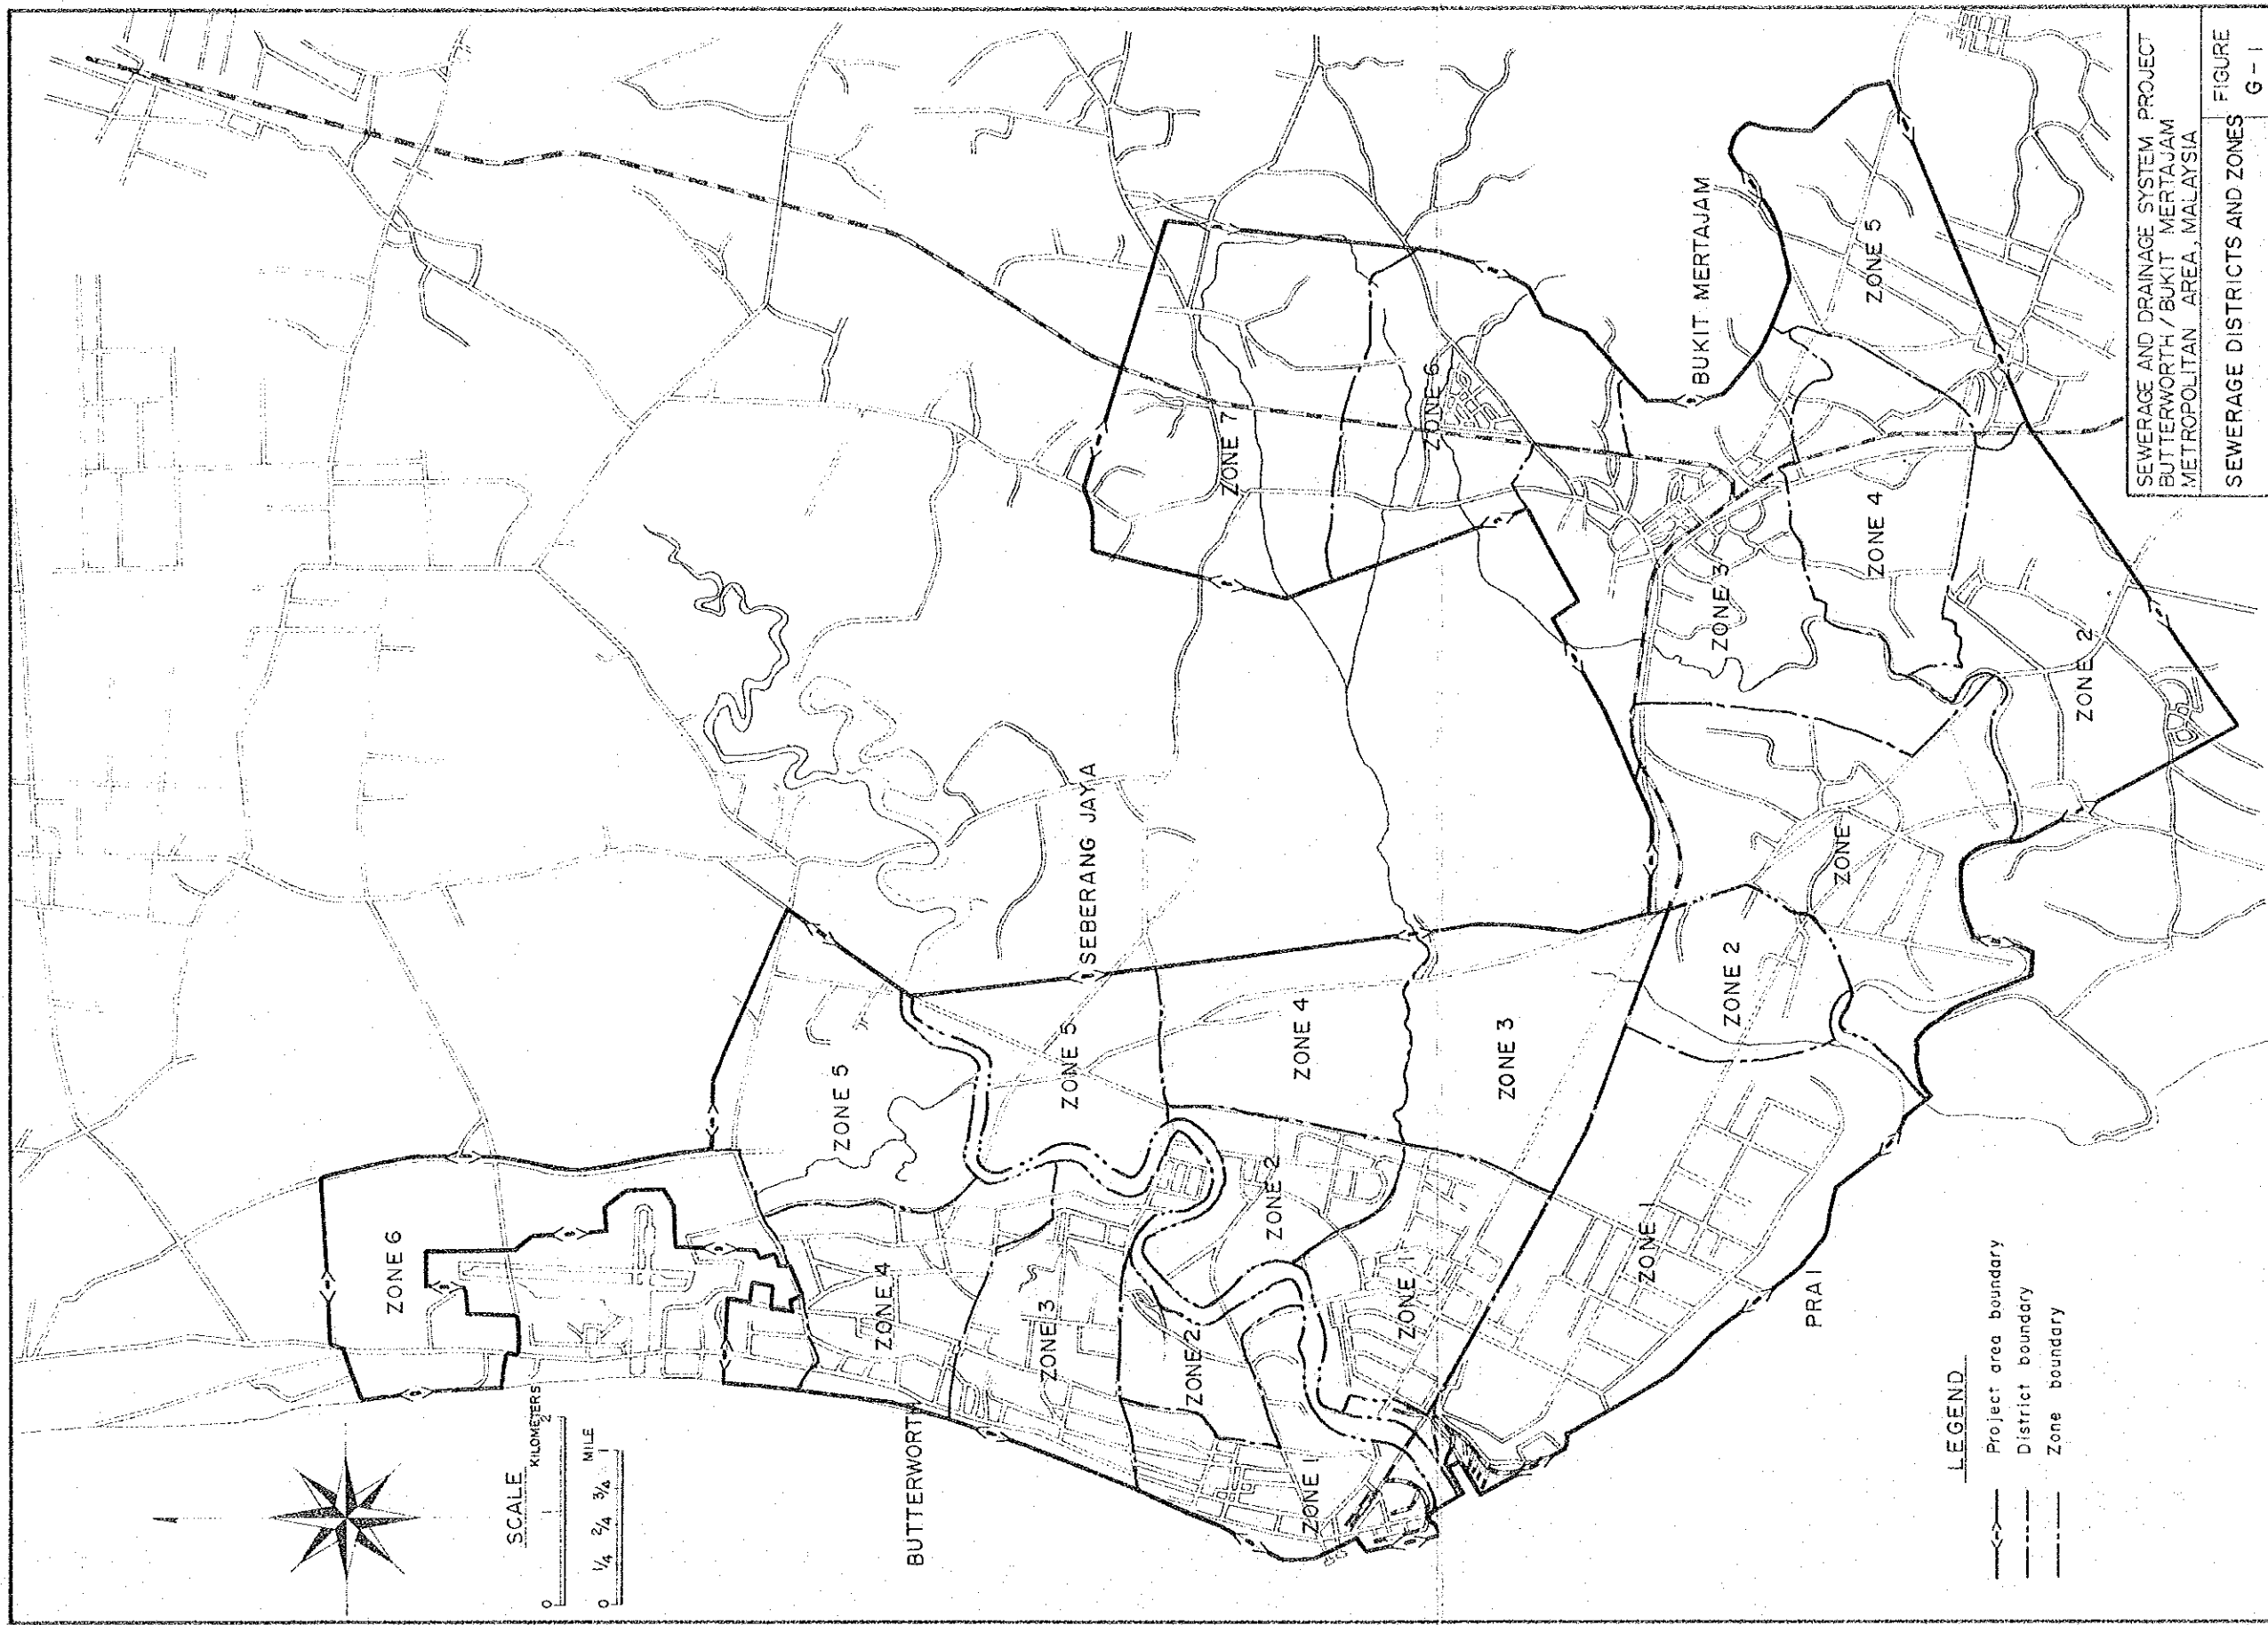 SEWERAGE AND DRAINAGE SYSTEM PROJECT
BUTTERWORTH / BUKIT MERTAJAM
METROPOLITAN AREA, MALAYSIA
SEWERAGE DISTRICTS AND ZONES
FIGURE
G - 1
SCALE
KILOMETERS
0 1 2
MILE
0 1/4 2/4 3/4 1
BUTTERWORTH
ZONE 6
ZONE 5
ZONE 4
ZONE 3
ZONE 2
ZONE 1
SEBERANG JAYA
ZONE 5
ZONE 4
ZONE 3
ZONE 2
ZONE 1
PRAI
ZONE 1
ZONE 2
BUKIT MERTAJAM
ZONE 7
ZONE 6
ZONE 5
ZONE 4
ZONE 3
ZONE 2
ZONE 1
LEGEND
Project area boundary
District boundary
Zone boundary